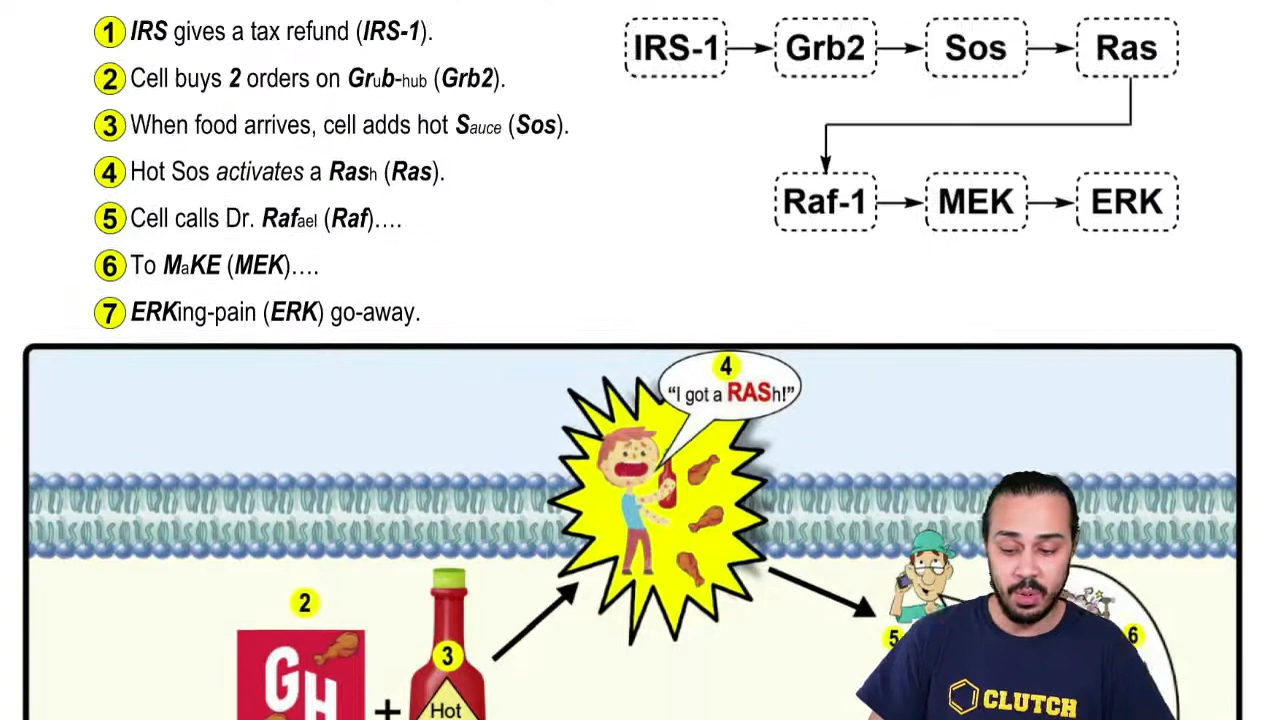 1 IRS gives a tax refund (IRS-1).
2 Cell buys 2 orders on Grub-hub (Grb2).
3 When food arrives, cell adds hot Sauce (Sos).
4 Hot Sos activates a Rash (Ras).
5 Cell calls Dr. Rafael (Raf)....
6 To MaKE (MEK)....
7 ERKing-pain (ERK) go-away.
IRS-1 Grb2 Sos Ras
Raf-1 MEK ERK
4
“I got a RASh!”
2
3
GH
+
Hot
5
6
CLUTCH